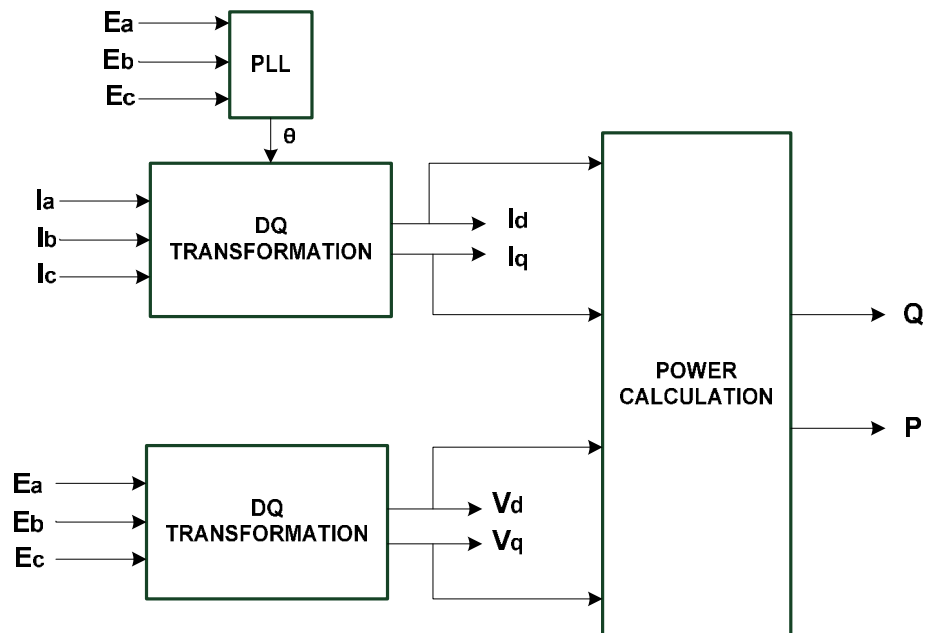 Ea
Eb
Ec
PLL
θ
Ia
Ib
Ic
DQ
TRANSFORMATION
Id
Iq
POWER
CALCULATION
Q
P
Ea
Eb
Ec
DQ
TRANSFORMATION
Vd
Vq